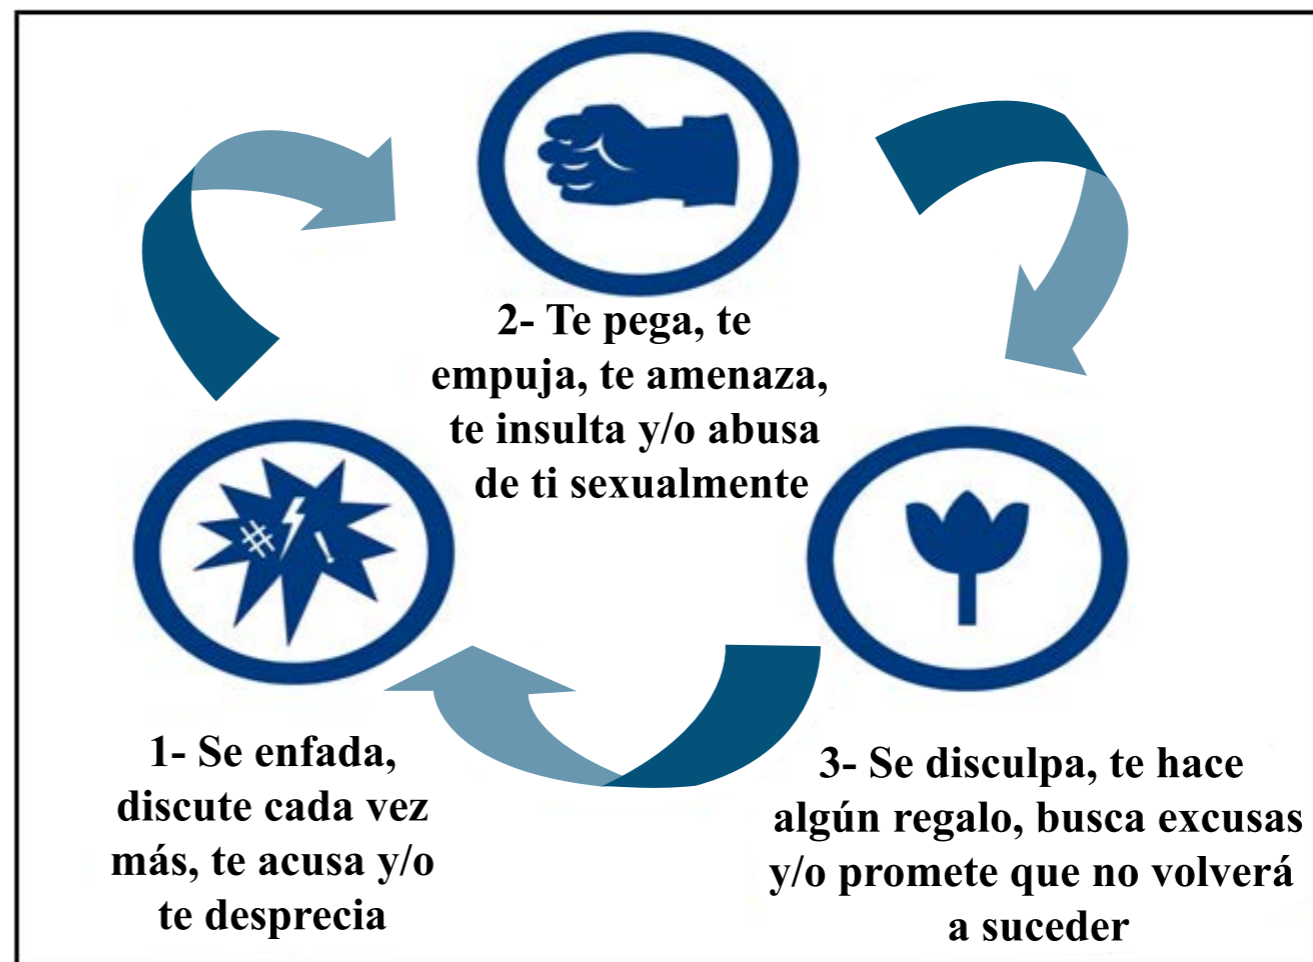 2- Te pega, te
empuja, te amenaza,
te insulta y/o abusa
de ti sexualmente
# !
1- Se enfada,
discute cada vez
más, te acusa y/o
te desprecia
3- Se disculpa, te hace
algún regalo, busca excusas
y/o promete que no volverá
a suceder